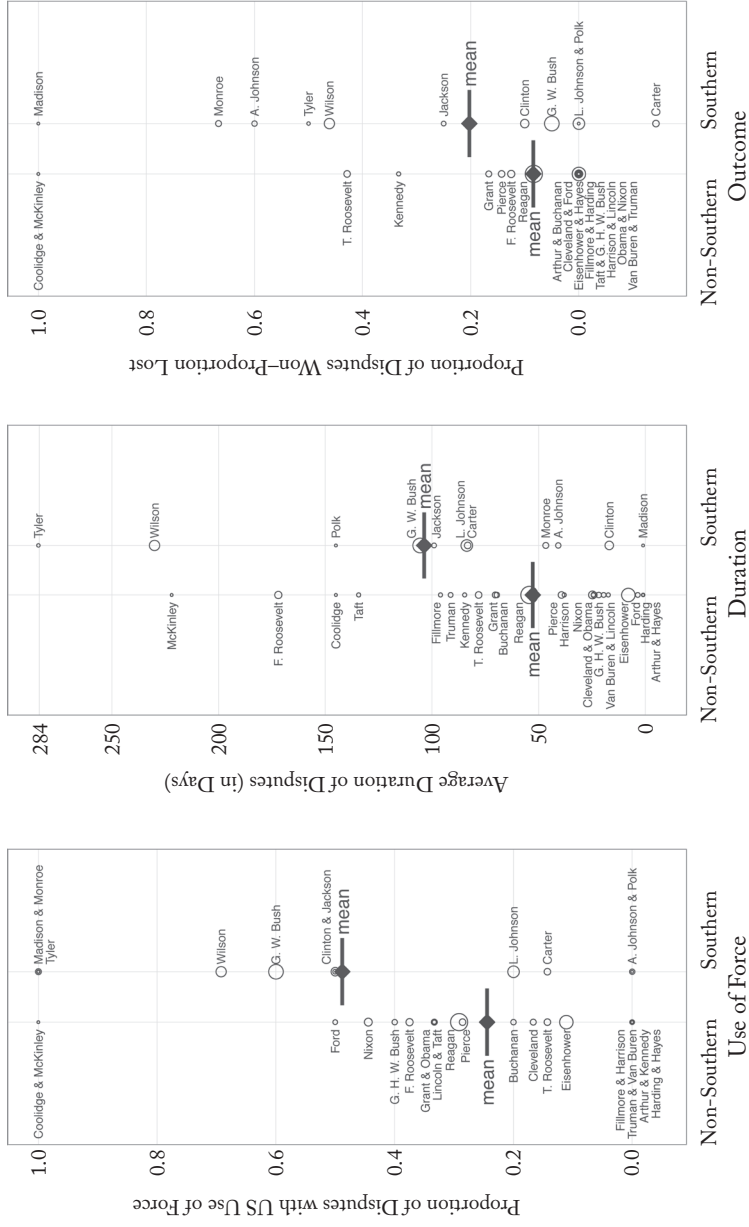 Proportion of Disputes with US Use of Force
1.0
0.8
0.6
0.4
0.2
0.0
Coolidge & McKinley
Ford
Nixon
G. H. W. Bush
F. Roosevelt
Grant & Obama
Lincoln & Taft
Reagan
Pierce
mean
Buchanan
Cleveland
T. Roosevelt
Eisenhower
Fillmore & Harrison
Truman & Van Buren
Arthur & Kennedy
Harding & Hayes
Madison & Monroe
Tyler
Wilson
G. W. Bush
Clinton & Jackson
mean
L. Johnson
Carter
A. Johnson & Polk
Non-Southern
Southern
Use of Force
Average Duration of Disputes (in Days)
284
250
200
150
100
50
0
McKinley
F. Roosevelt
Coolidge
Taft
Fillmore
Truman
Kennedy
T. Roosevelt
Grant
Buchanan
Reagan
mean
Pierce
Harrison
Nixon
Cleveland & Obama
G. H. W. Bush
Van Buren & Lincoln
Eisenhower
Ford
Harding
Arthur & Hayes
Tyler
Wilson
Polk
G. W. Bush
mean
Jackson
L. Johnson
Carter
Monroe
A. Johnson
Clinton
Madison
Non-Southern
Southern
Duration
Proportion of Disputes Won–Proportion Lost
1.0
0.8
0.6
0.4
0.2
0.0
Coolidge & McKinley
T. Roosevelt
Kennedy
Grant
Pierce
F. Roosevelt
Reagan
mean
Arthur & Buchanan
Cleveland & Ford
Eisenhower & Hayes
Fillmore & Harding
Taft & G. H. W. Bush
Harrison & Lincoln
Obama & Nixon
Van Buren & Truman
Madison
Monroe
A. Johnson
Tyler
Wilson
Jackson
mean
Clinton
G. W. Bush
L. Johnson & Polk
Carter
Non-Southern
Southern
Outcome